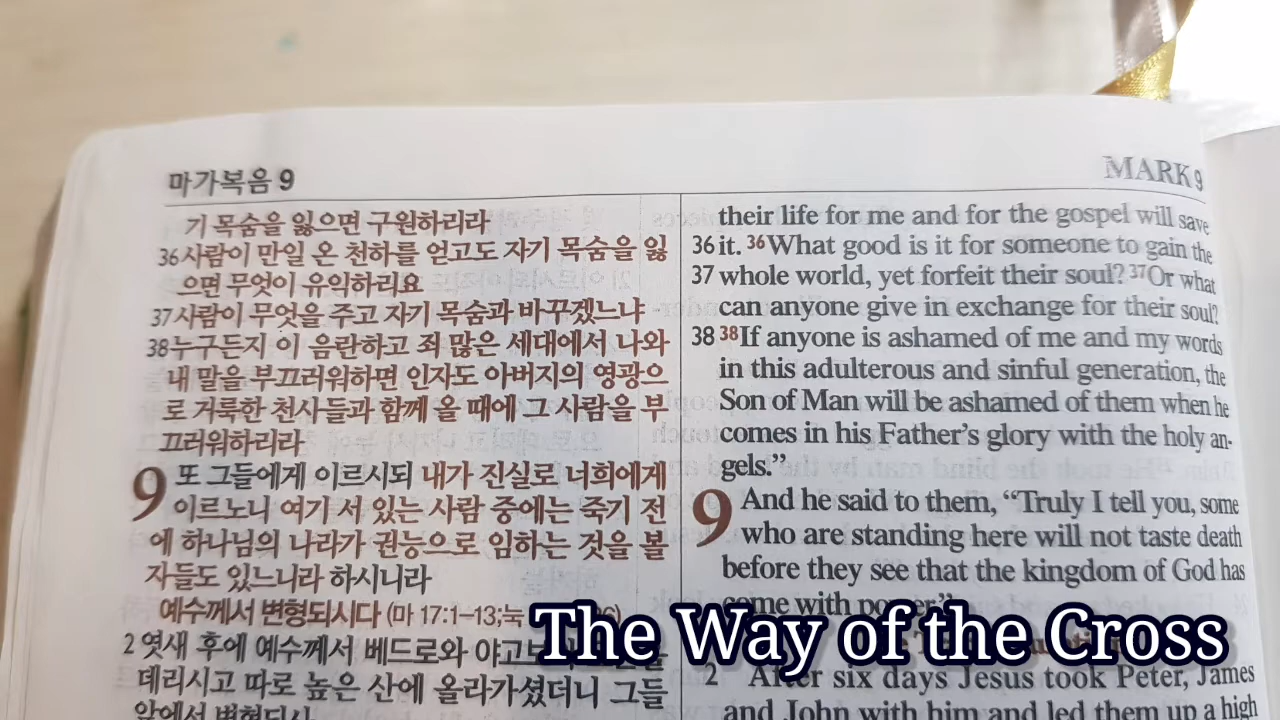 마가복음 9
MARK 9
기 목숨을 잃으면 구원하리라
36 사람이 만일 온 천하를 얻고도 자기 목숨을 잃
으면 무엇이 유익하리요
37 사람이 무엇을 주고 자기 목숨과 바꾸겠느냐
38 누구든지 이 음란하고 죄 많은 세대에서 나와
내 말을 부끄러워하면 인자도 아버지의 영광으
로 거룩한 천사들과 함께 올 때에 그 사람을 부
끄러워하리라
9 또 그들에게 이르시되 내가 진실로 너희에게
이르노니 여기 서 있는 사람 중에는 죽기 전
에 하나님의 나라가 권능으로 임하는 것을 볼
자들도 있느니라 하시니라
예수께서 변형되시다 (마 17:1-13;눅
2 엿새 후에 예수께서 베드로와
데리시고 따로 높은 산에 올라가셨더니 그들
앞에서 변형되사
their life for me and for the gospel will save
36 it. 36 What good is it for someone to gain the
37 whole world, yet forfeit their soul? 37 Or what
can anyone give in exchange for their soul?
38 38 If anyone is ashamed of me and my words
in this adulterous and sinful generation, the
Son of Man will be ashamed of them when he
comes in his Father's glory with the holy an-
gels."
9 And he said to them, "Truly I tell you, some
who are standing here will not taste death
before they see that the kingdom of God has
come with power."
2 After six days Jesus took Peter, James
and John with him and led them up a high
The Way of the Cross